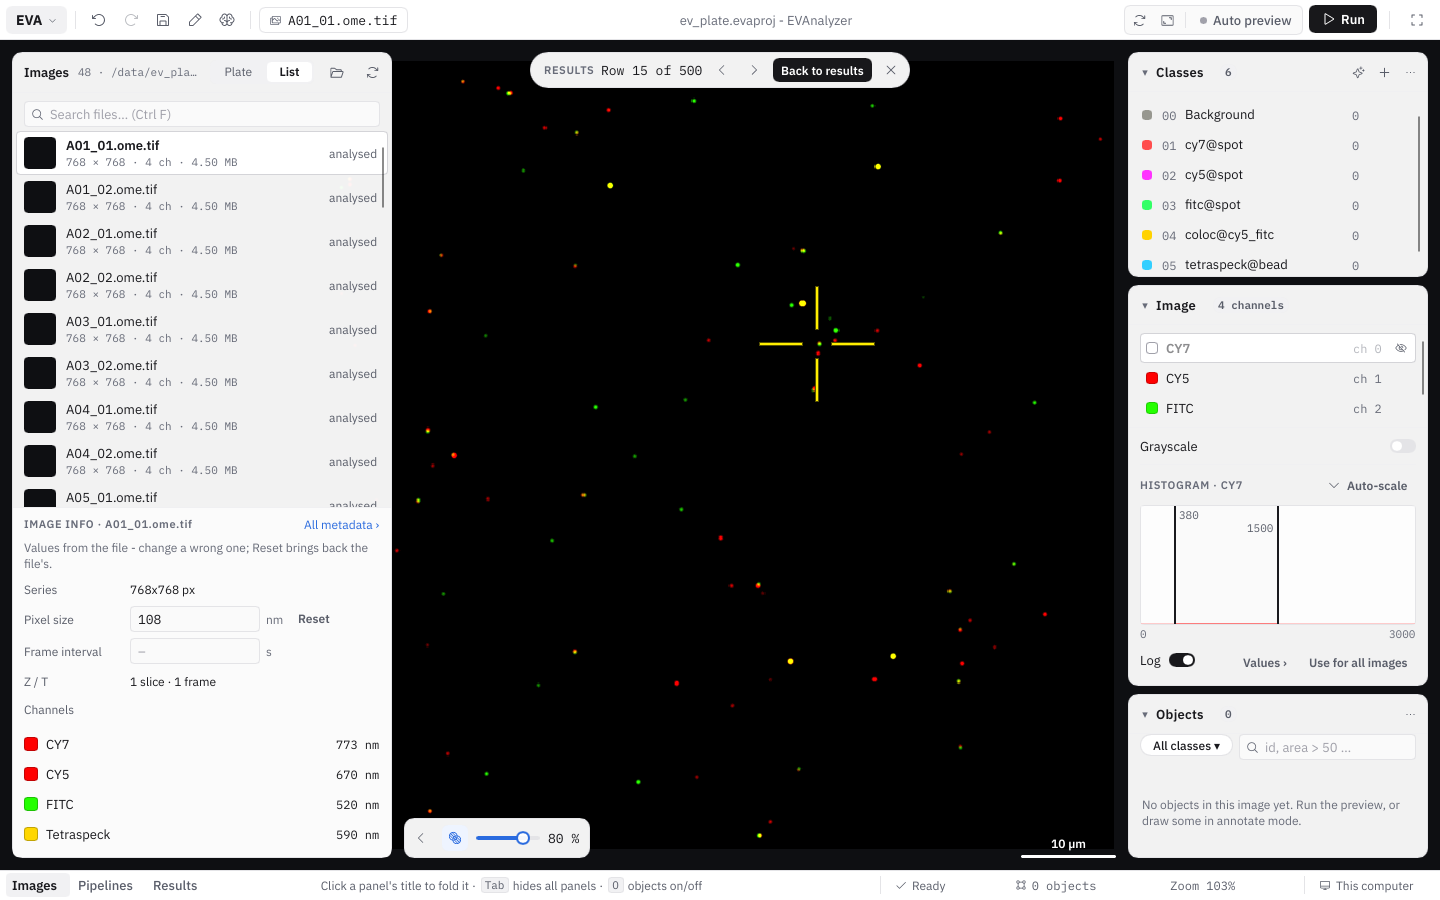 EVA
A01_01.ome.tif
ev_plate.evaproj - EVAnalyzer
Auto preview
Run
Images 48 · /data/ev_pla… Plate List
Search files... (Ctrl F)
A01_01.ome.tif
768 × 768 · 4 ch · 4.50 MB
analysed
A01_02.ome.tif
768 × 768 · 4 ch · 4.50 MB
analysed
A02_01.ome.tif
768 × 768 · 4 ch · 4.50 MB
analysed
A02_02.ome.tif
768 × 768 · 4 ch · 4.50 MB
analysed
A03_01.ome.tif
768 × 768 · 4 ch · 4.50 MB
analysed
A03_02.ome.tif
768 × 768 · 4 ch · 4.50 MB
analysed
A04_01.ome.tif
768 × 768 · 4 ch · 4.50 MB
analysed
A04_02.ome.tif
768 × 768 · 4 ch · 4.50 MB
analysed
A05_01.ome.tif
analysed
IMAGE INFO · A01_01.ome.tif
All metadata ›
Values from the file - change a wrong one; Reset brings back the
file's.
Series 768x768 px
Pixel size 108 nm Reset
Frame interval – s
Z / T 1 slice · 1 frame
Channels
CY7 773 nm
CY5 670 nm
FITC 520 nm
Tetraspeck 590 nm
RESULTS Row 15 of 500 Back to results
80 %
10 µm
Classes 6
00 Background 0
01 cy7@spot 0
02 cy5@spot 0
03 fitc@spot 0
04 coloc@cy5_fitc 0
05 tetraspeck@bead 0
Image 4 channels
CY7 ch 0
CY5 ch 1
FITC ch 2
Grayscale
HISTOGRAM · CY7 Auto-scale
380
1500
0 3000
Log Values › Use for all images
Objects 0
All classes ▾ id, area > 50 ...
No objects in this image yet. Run the preview, or
draw some in annotate mode.
Images Pipelines Results
Click a panel's title to fold it · Tab hides all panels · O objects on/off
Ready
0 objects
Zoom 103%
This computer